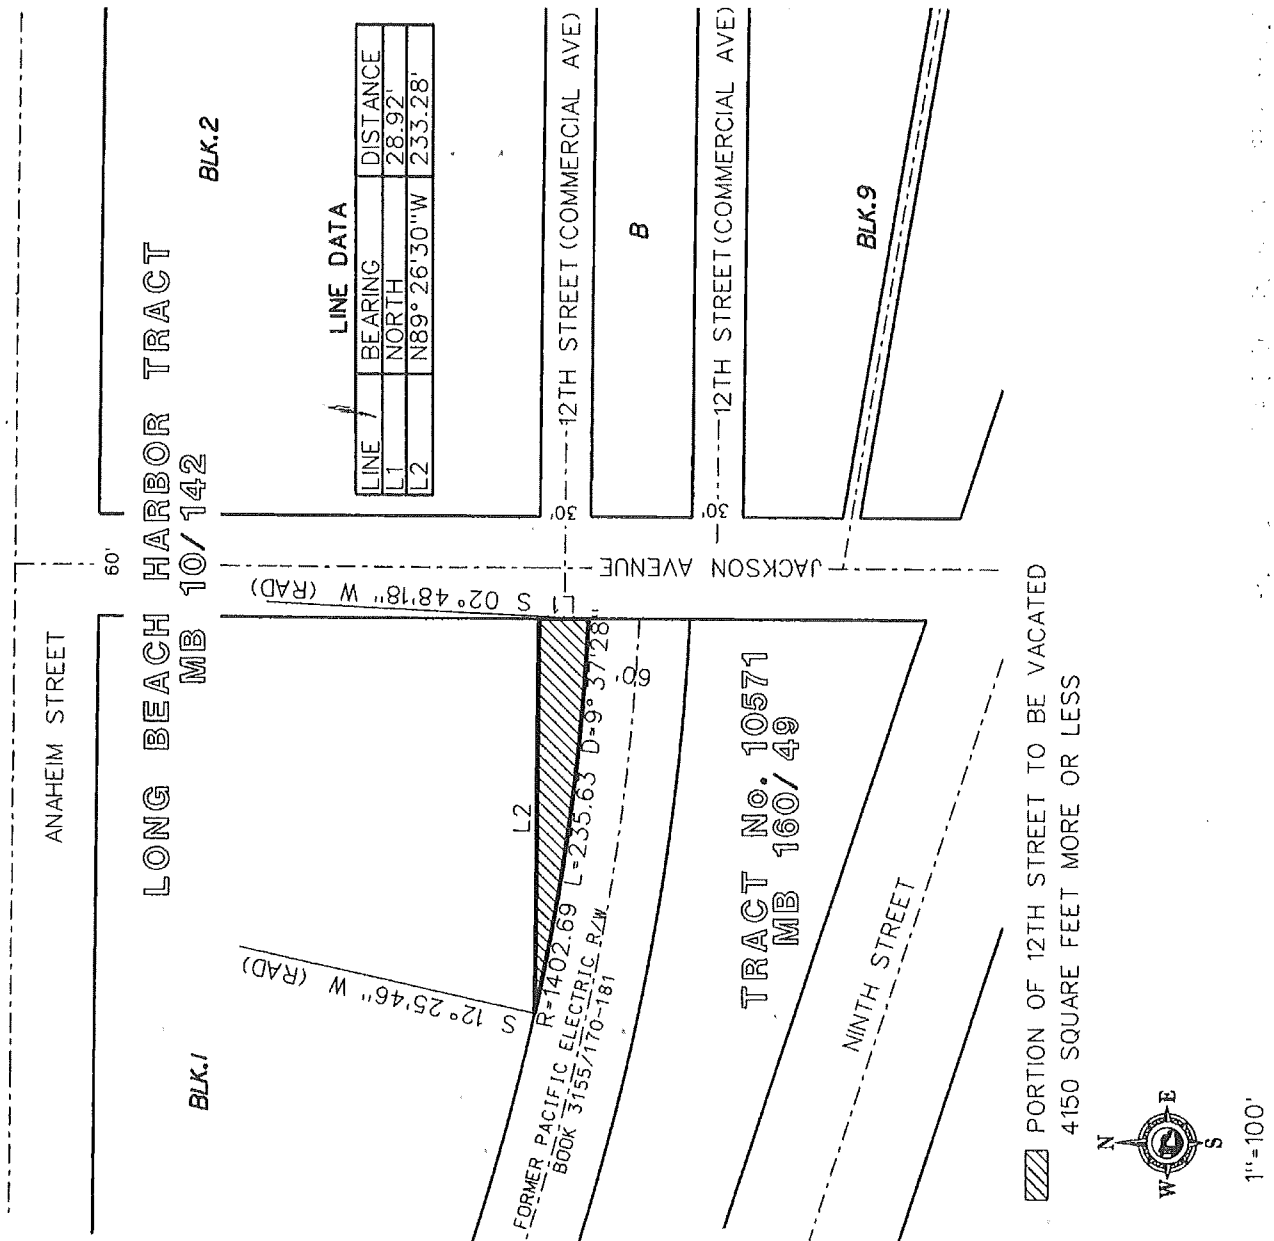 ANAHEIM STREET
60'
LONG BEACH HARBOR TRACT
MB 10/142
BLK.2
BLK.1
LINE DATA
LINE BEARING DISTANCE
L1 NORTH 28.92'
L2 N89°26'30"W 233.28'
S 12°25'46" W (RAD)
S 02°48'18" W (RAD)
L2
L1
R=1402.69 L=235.63 D=9°37'28
60'
FORMER PACIFIC ELECTRIC R/W
BOOK 3155/170-181
JACKSON AVENUE
30'
12TH STREET (COMMERCIAL AVE)
B
30'
12TH STREET (COMMERCIAL AVE)
BLK.9
TRACT No. 10571
MB 160/49
NINTH STREET
PORTION OF 12TH STREET TO BE VACATED
4150 SQUARE FEET MORE OR LESS
N
W E
S
1"=100'